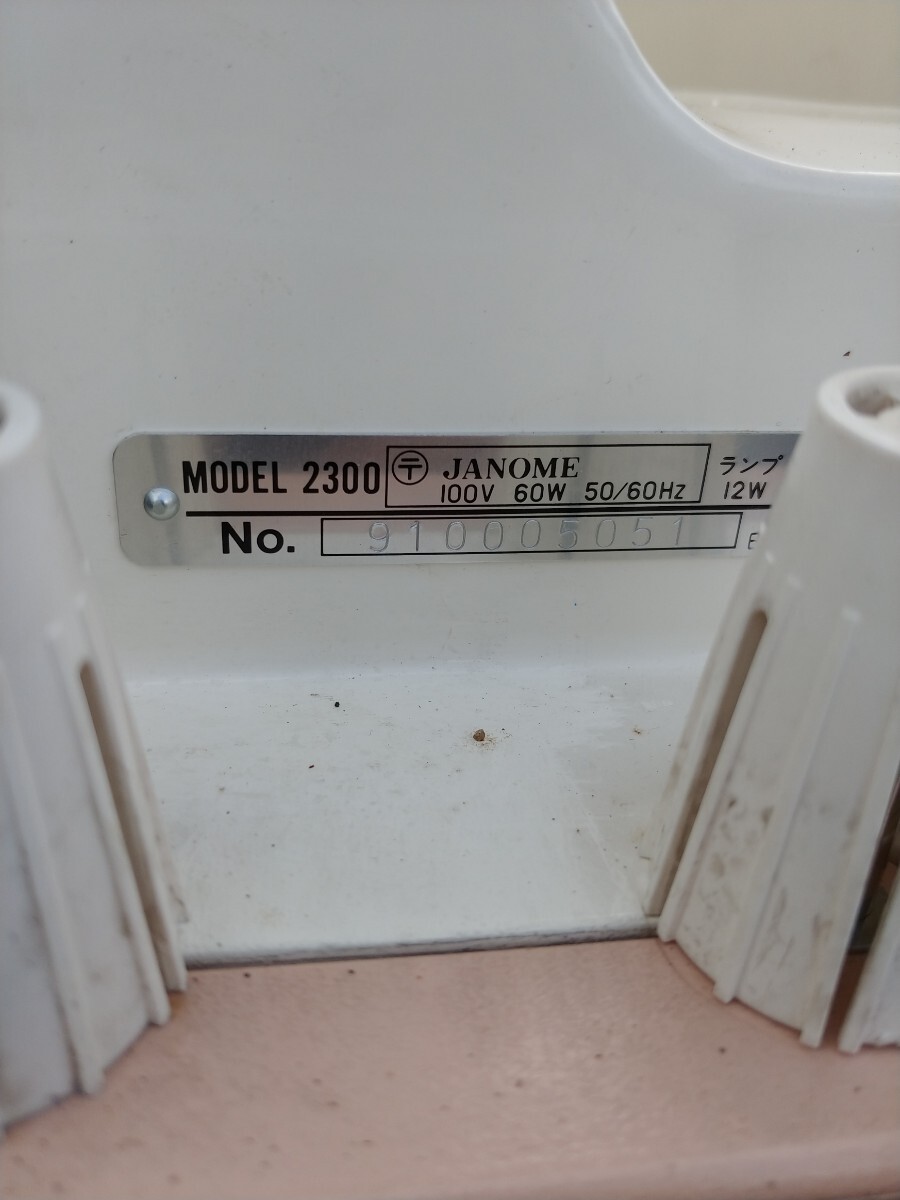 MODEL 2300 〶 JANOME ランプ
100V 60W 50/60Hz 12W
No. 910005051
E